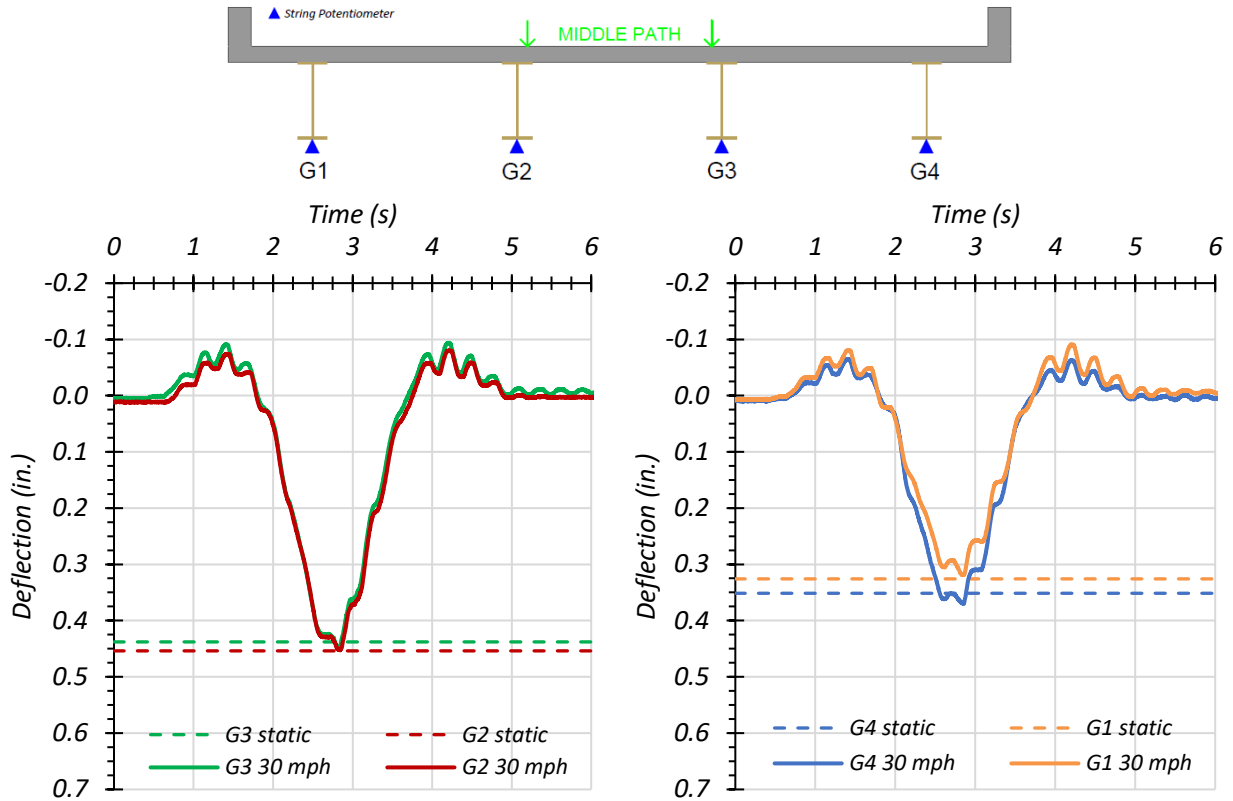 String Potentiometer
MIDDLE PATH
G1 G2 G3 G4
Time (s)
0 1 2 3 4 5 6
-0.2
-0.1
0.0
0.1
0.2
0.3
0.4
0.5
0.6
0.7
Deflection (in.)
G3 static G2 static
G3 30 mph G2 30 mph
Time (s)
0 1 2 3 4 5 6
-0.2
-0.1
0.0
0.1
0.2
0.3
0.4
0.5
0.6
0.7
Deflection (in.)
G4 static G1 static
G4 30 mph G1 30 mph